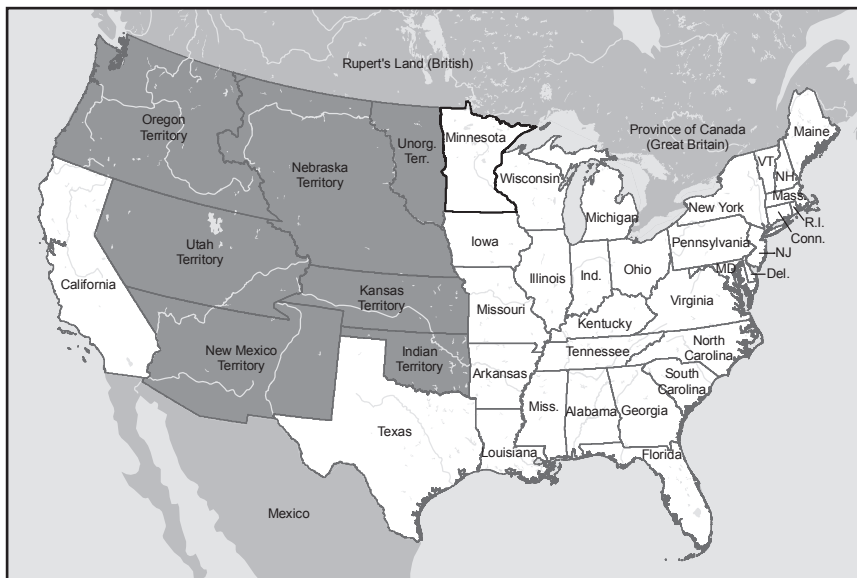 Rupert's Land (British)
Oregon
Territory
Nebraska
Territory
Unorg.
Terr.
Minnesota
Province of Canada
(Great Britain)
Maine
VT
NH
Wisconsin
Michigan
New York
Mass.
R.I.
Conn.
Utah
Territory
Iowa
Pennsylvania
NJ
California
Kansas
Territory
Illinois
Ind.
Ohio
MD
Del.
Missouri
Virginia
Kentucky
New Mexico
Territory
Indian
Territory
Tennessee
North
Carolina
Arkansas
South
Carolina
Texas
Miss.
Alabama
Georgia
Louisiana
Florida
Mexico